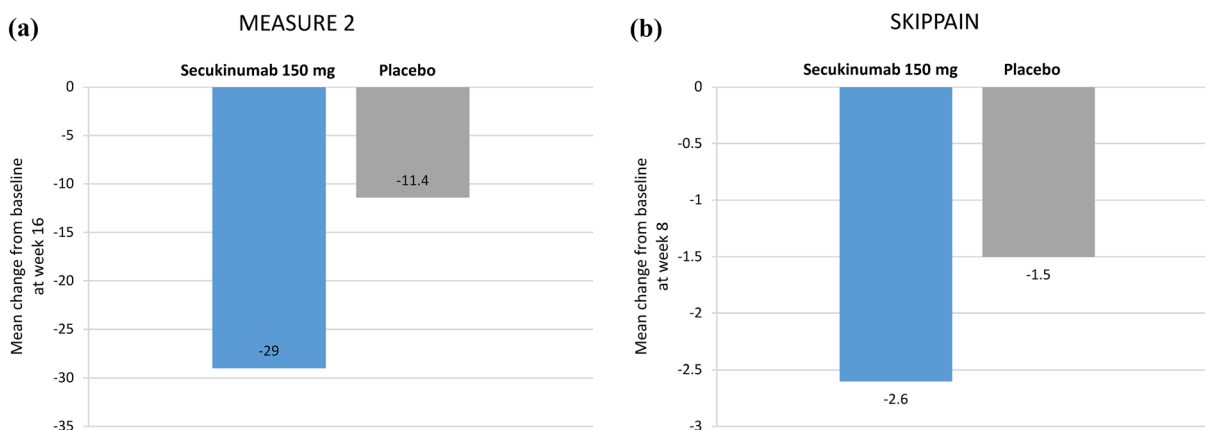 (a)
MEASURE 2
Secukinumab 150 mg
Placebo
Mean change from baseline
at week 16
0
-5
-10
-15
-20
-25
-30
-35
-29
-11.4
(b)
SKIPPAIN
Secukinumab 150 mg
Placebo
Mean change from baseline
at week 8
0
-0.5
-1
-1.5
-2
-2.5
-3
-2.6
-1.5